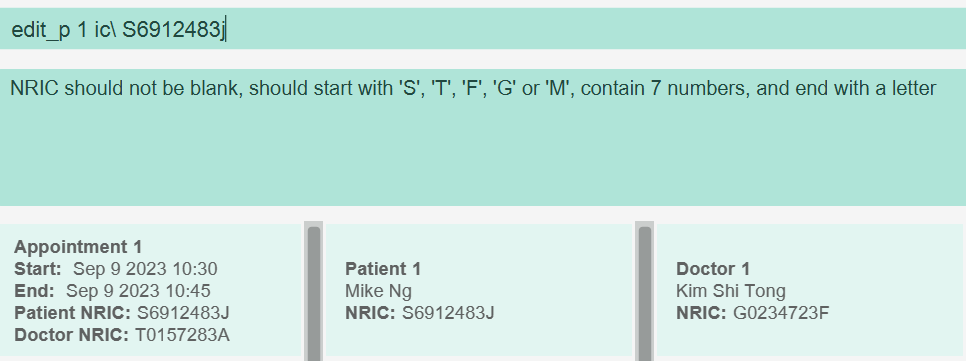 edit_p 1 ic\ S6912483j
NRIC should not be blank, should start with 'S', 'T', 'F', 'G' or 'M', contain 7 numbers, and end with a letter
Appointment 1
Start: Sep 9 2023 10:30
End: Sep 9 2023 10:45
Patient NRIC: S6912483J
Doctor NRIC: T0157283A
Patient 1
Mike Ng
NRIC: S6912483J
Doctor 1
Kim Shi Tong
NRIC: G0234723F